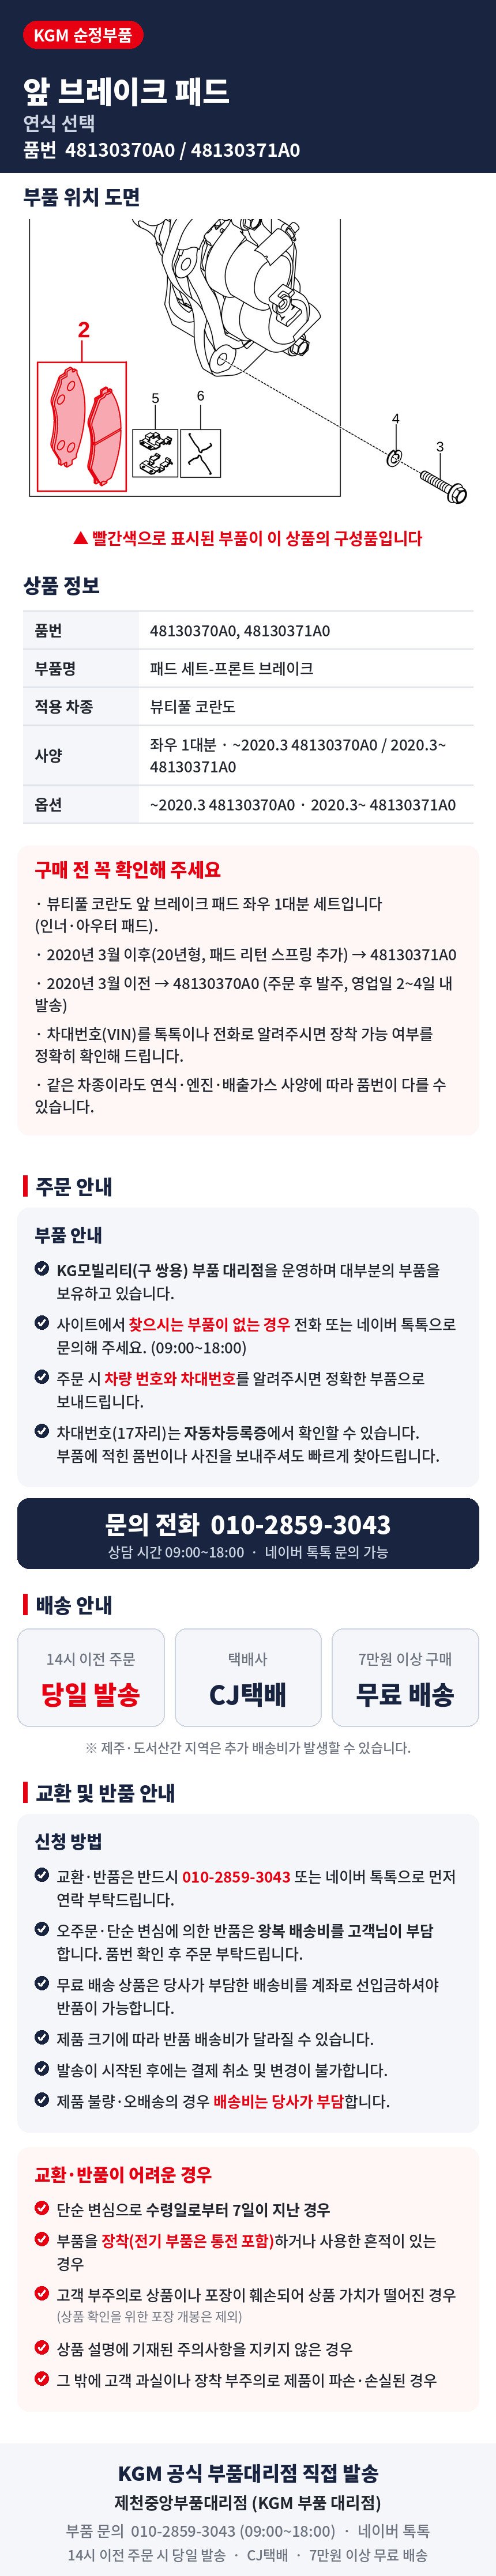 KGM 순정부품
앞 브레이크 패드
연식 선택
품번 48130370A0 / 48130371A0
부품 위치 도면
2
5
6
4
3
▲ 빨간색으로 표시된 부품이 이 상품의 구성품입니다
상품 정보
품번 48130370A0, 48130371A0
부품명 패드 세트-프론트 브레이크
적용 차종 뷰티풀 코란도
사양 좌우 1대분 · ~2020.3 48130370A0 / 2020.3~
48130371A0
옵션 ~2020.3 48130370A0 · 2020.3~ 48130371A0
구매 전 꼭 확인해 주세요
· 뷰티풀 코란도 앞 브레이크 패드 좌우 1대분 세트입니다
(인너·아우터 패드).
· 2020년 3월 이후(20년형, 패드 리턴 스프링 추가) → 48130371A0
· 2020년 3월 이전 → 48130370A0 (주문 후 발주, 영업일 2~4일 내
발송)
· 차대번호(VIN)를 톡톡이나 전화로 알려주시면 장착 가능 여부를
정확히 확인해 드립니다.
· 같은 차종이라도 연식·엔진·배출가스 사양에 따라 품번이 다를 수
있습니다.
주문 안내
부품 안내
KG모빌리티(구 쌍용) 부품 대리점을 운영하며 대부분의 부품을
보유하고 있습니다.
사이트에서 찾으시는 부품이 없는 경우 전화 또는 네이버 톡톡으로
문의해 주세요. (09:00~18:00)
주문 시 차량 번호와 차대번호를 알려주시면 정확한 부품으로
보내드립니다.
차대번호(17자리)는 자동차등록증에서 확인할 수 있습니다.
부품에 적힌 품번이나 사진을 보내주셔도 빠르게 찾아드립니다.
문의 전화 010-2859-3043
상담 시간 09:00~18:00 · 네이버 톡톡 문의 가능
배송 안내
14시 이전 주문
당일 발송
택배사
CJ택배
7만원 이상 구매
무료 배송
※ 제주·도서산간 지역은 추가 배송비가 발생할 수 있습니다.
교환 및 반품 안내
신청 방법
교환·반품은 반드시 010-2859-3043 또는 네이버 톡톡으로 먼저
연락 부탁드립니다.
오주문·단순 변심에 의한 반품은 왕복 배송비를 고객님이 부담
합니다. 품번 확인 후 주문 부탁드립니다.
무료 배송 상품은 당사가 부담한 배송비를 계좌로 선입금하셔야
반품이 가능합니다.
제품 크기에 따라 반품 배송비가 달라질 수 있습니다.
발송이 시작된 후에는 결제 취소 및 변경이 불가합니다.
제품 불량·오배송의 경우 배송비는 당사가 부담합니다.
교환·반품이 어려운 경우
단순 변심으로 수령일로부터 7일이 지난 경우
부품을 장착(전기 부품은 통전 포함)하거나 사용한 흔적이 있는
경우
고객 부주의로 상품이나 포장이 훼손되어 상품 가치가 떨어진 경우
(상품 확인을 위한 포장 개봉은 제외)
상품 설명에 기재된 주의사항을 지키지 않은 경우
그 밖에 고객 과실이나 장착 부주의로 제품이 파손·손실된 경우
KGM 공식 부품대리점 직접 발송
제천중앙부품대리점 (KGM 부품 대리점)
부품 문의 010-2859-3043 (09:00~18:00) · 네이버 톡톡
14시 이전 주문 시 당일 발송 · CJ택배 · 7만원 이상 무료 배송